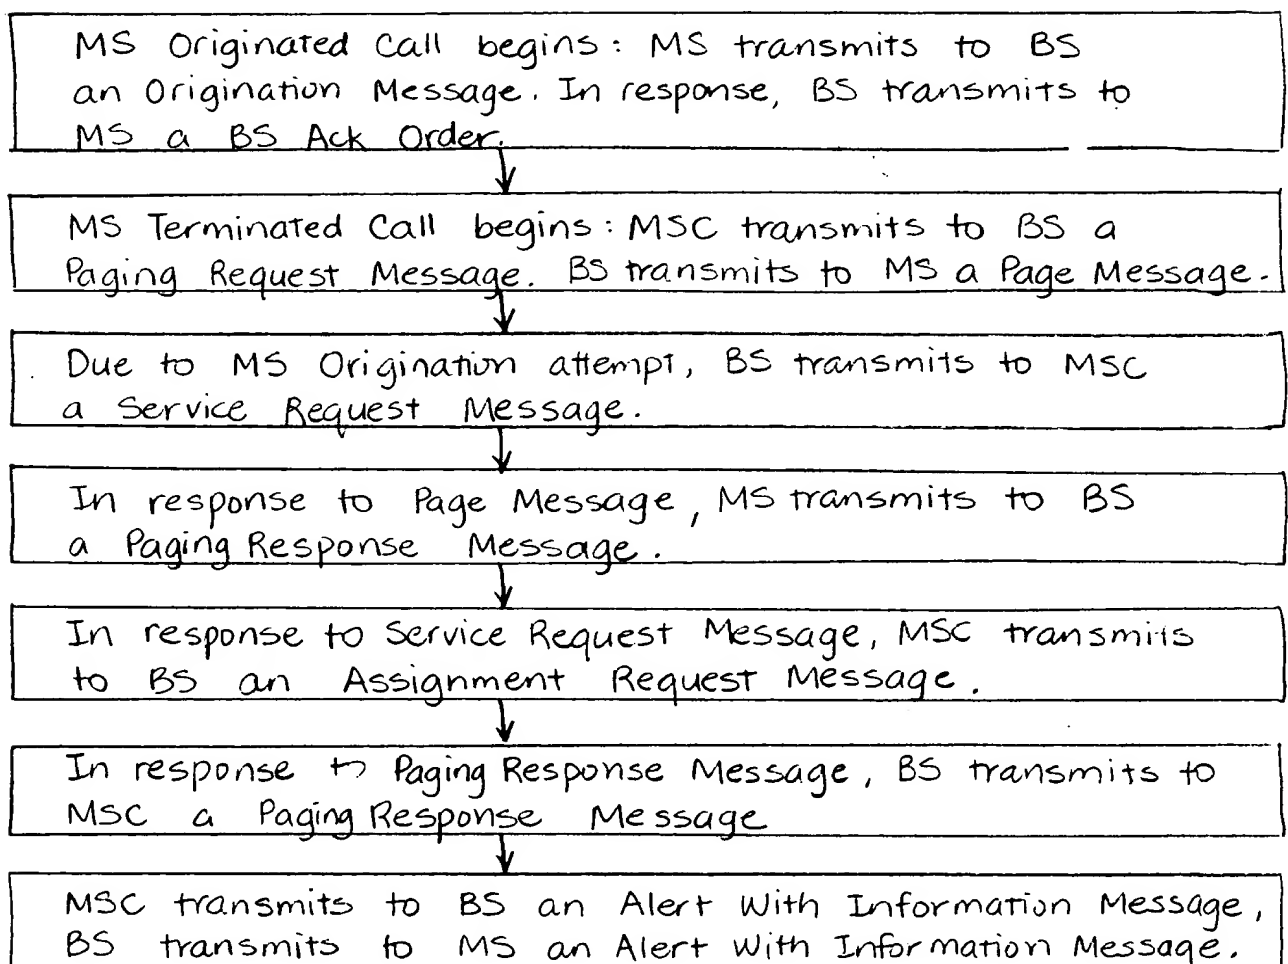 MS Originated Call begins: MS transmits to BS
an Origination Message. In response, BS transmits to
MS a BS Ack Order.
MS Terminated Call begins: MSC transmits to BS a
Paging Request Message. BS transmits to MS a Page Message.
Due to MS Origination attempt, BS transmits to MSC
a Service Request Message.
In response to Page Message, MS transmits to BS
a Paging Response Message.
In response to Service Request Message, MSC transmits
to BS an Assignment Request Message.
In response to Paging Response Message, BS transmits to
MSC a Paging Response Message
MSC transmits to BS an Alert With Information Message,
BS transmits to MS an Alert With Information Message.